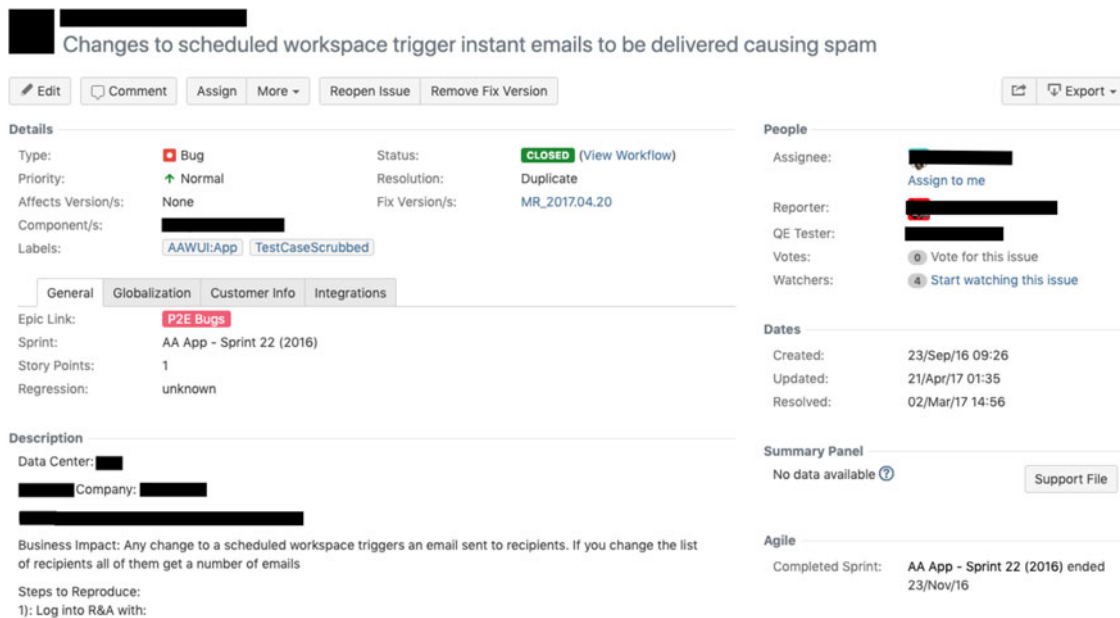 Changes to scheduled workspace trigger instant emails to be delivered causing spam
Edit Comment Assign More Reopen Issue Remove Fix Version Export
Details
Type: Bug Status: CLOSED (View Workflow)
Priority: Normal Resolution: Duplicate
Affects Version/s: None Fix Version/s: MR_2017.04.20
Component/s:
Labels: AAWUI:App TestCaseScrubbed
General Globalization Customer Info Integrations
Epic Link: P2E Bugs
Sprint: AA App - Sprint 22 (2016)
Story Points: 1
Regression: unknown
Description
Data Center:
Company:
Business Impact: Any change to a scheduled workspace triggers an email sent to recipients. If you change the list
of recipients all of them get a number of emails
Steps to Reproduce:
1): Log into R&A with:
People
Assignee:
Assign to me
Reporter:
QE Tester:
Votes: 0 Vote for this issue
Watchers: 4 Start watching this issue
Dates
Created: 23/Sep/16 09:26
Updated: 21/Apr/17 01:35
Resolved: 02/Mar/17 14:56
Summary Panel
No data available ?
Support File
Agile
Completed Sprint: AA App - Sprint 22 (2016) ended
23/Nov/16